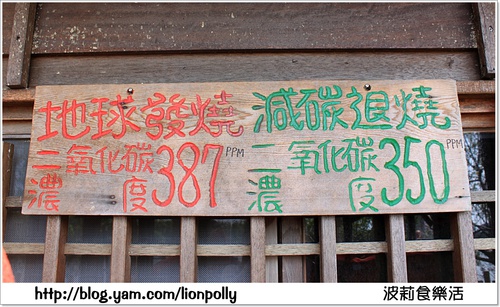 地球發燒
二氧化碳
濃度387PPM
減碳退燒
二氧化碳
濃度350PPM
http://blog.yam.com/lionpolly
波莉食樂活